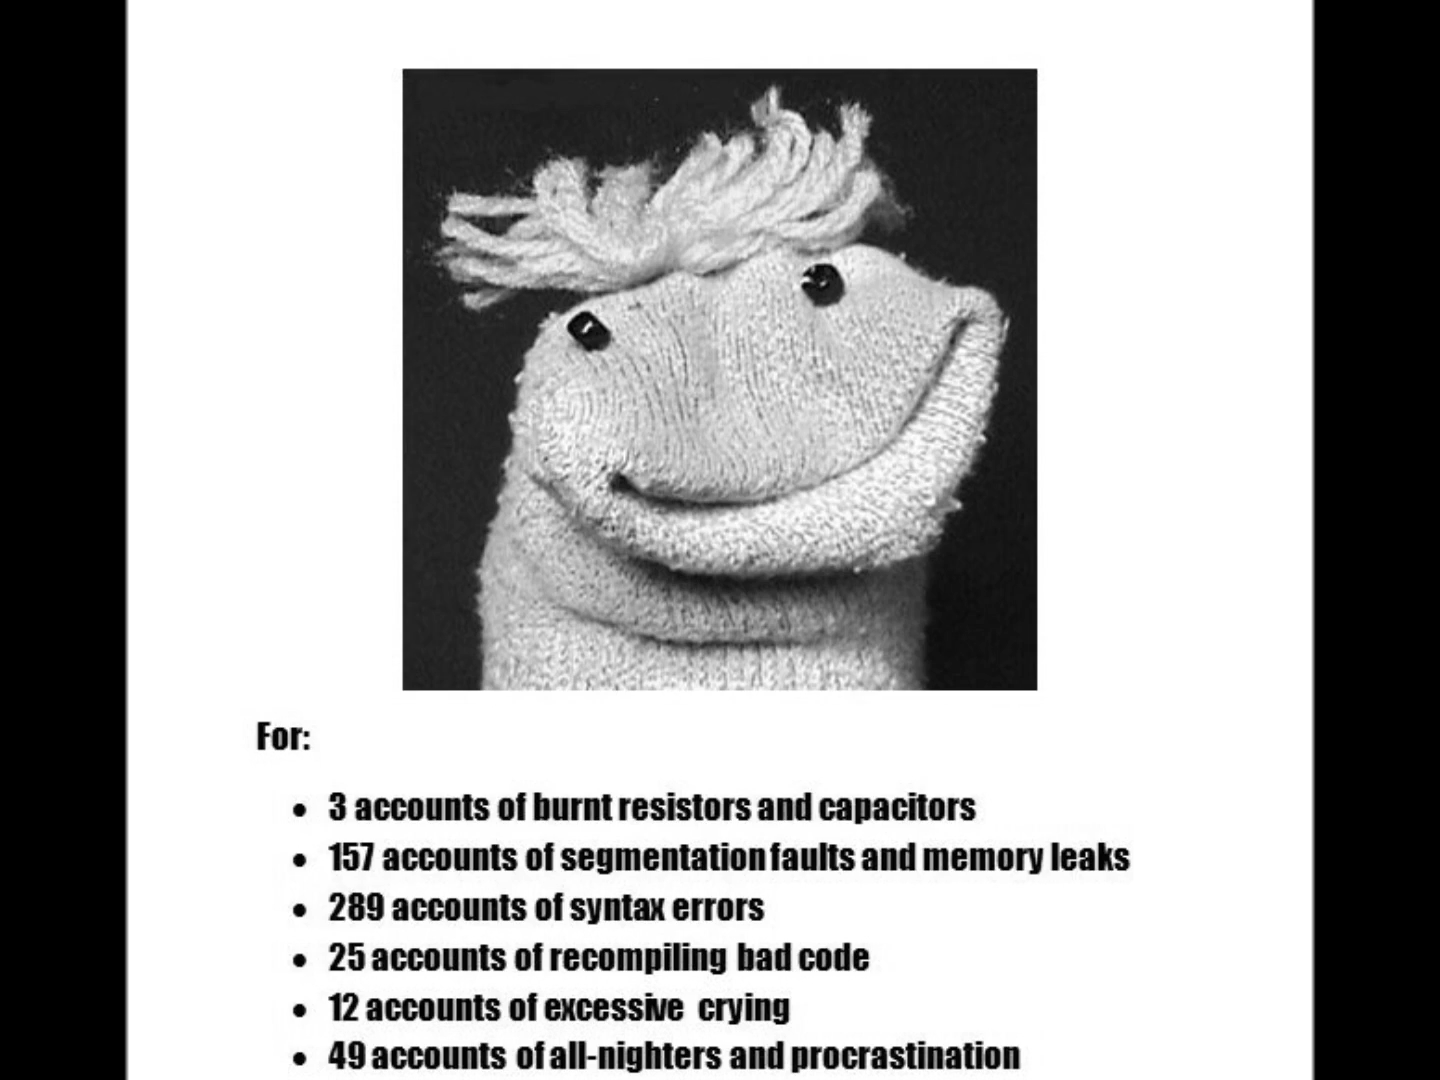 For:
• 3 accounts of burnt resistors and capacitors
• 157 accounts of segmentation faults and memory leaks
• 289 accounts of syntax errors
• 25 accounts of recompiling bad code
• 12 accounts of excessive crying
• 49 accounts of all-nighters and procrastination